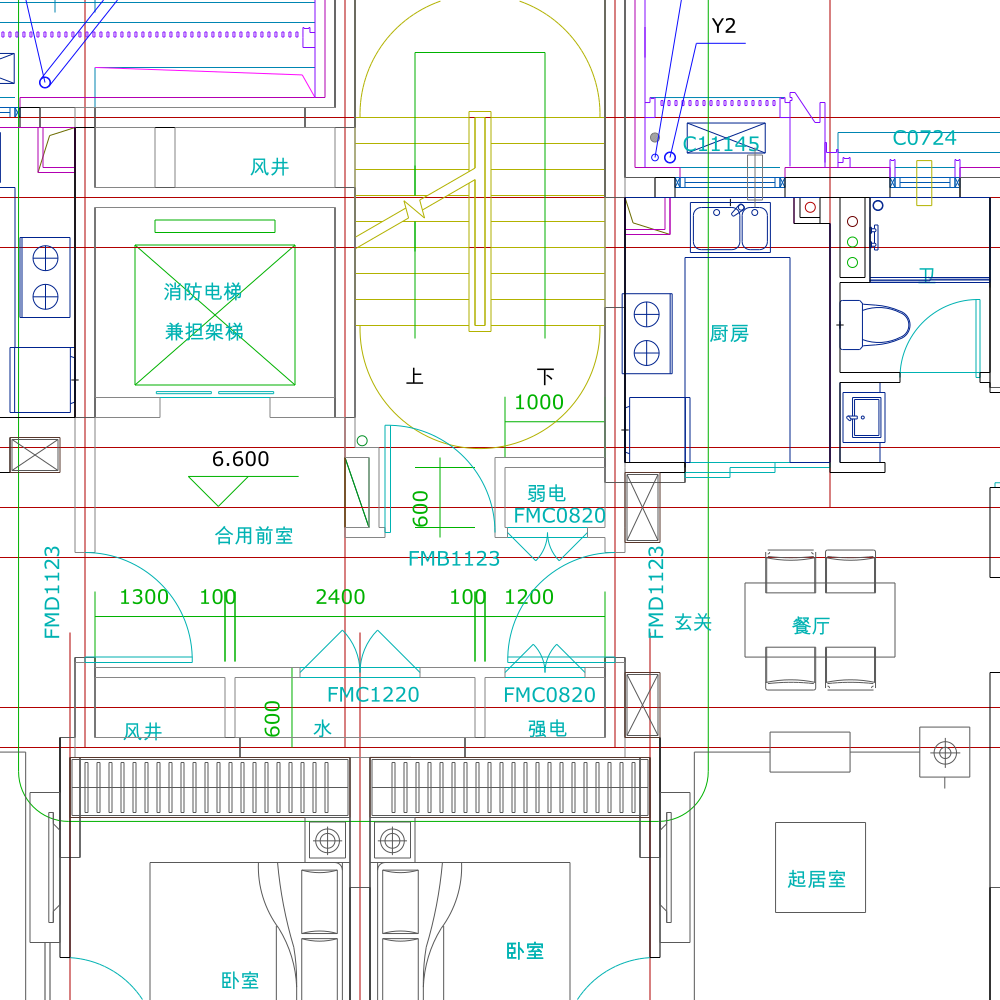 Y2
C11145
C0724
风井
卫
消防电梯
兼担架梯
厨房
上
下
1000
6.600
600
弱电
FMC0820
合用前室
FMB1123
FMD1123
FMD1123
1300
100
2400
100
1200
玄关
餐厅
FMC1220
FMC0820
600
风井
水
强电
起居室
卧室
卧室